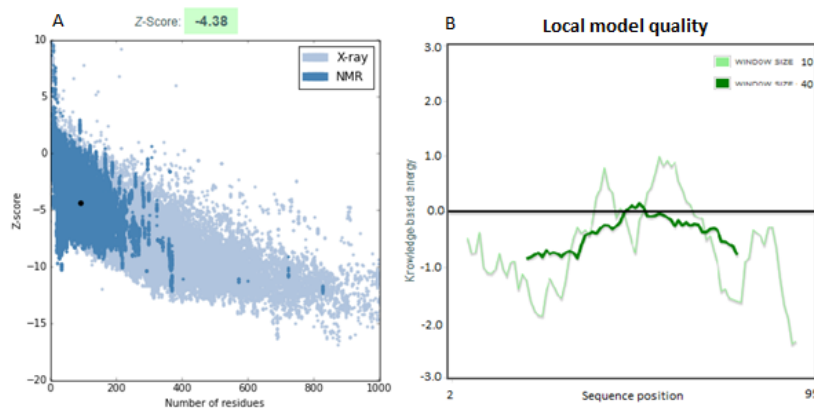 A
Z-Score: -4.38
10
5
0
−5
−10
−15
−20
Z-score
X-ray
NMR
0
200
400
600
800
1000
Number of residues
B
Local model quality
3.0
2.0
1.0
0.0
-1.0
-2.0
-3.0
Knowledge-based energy
WINDOW SIZE 10
WINDOW SIZE 40
2
Sequence position